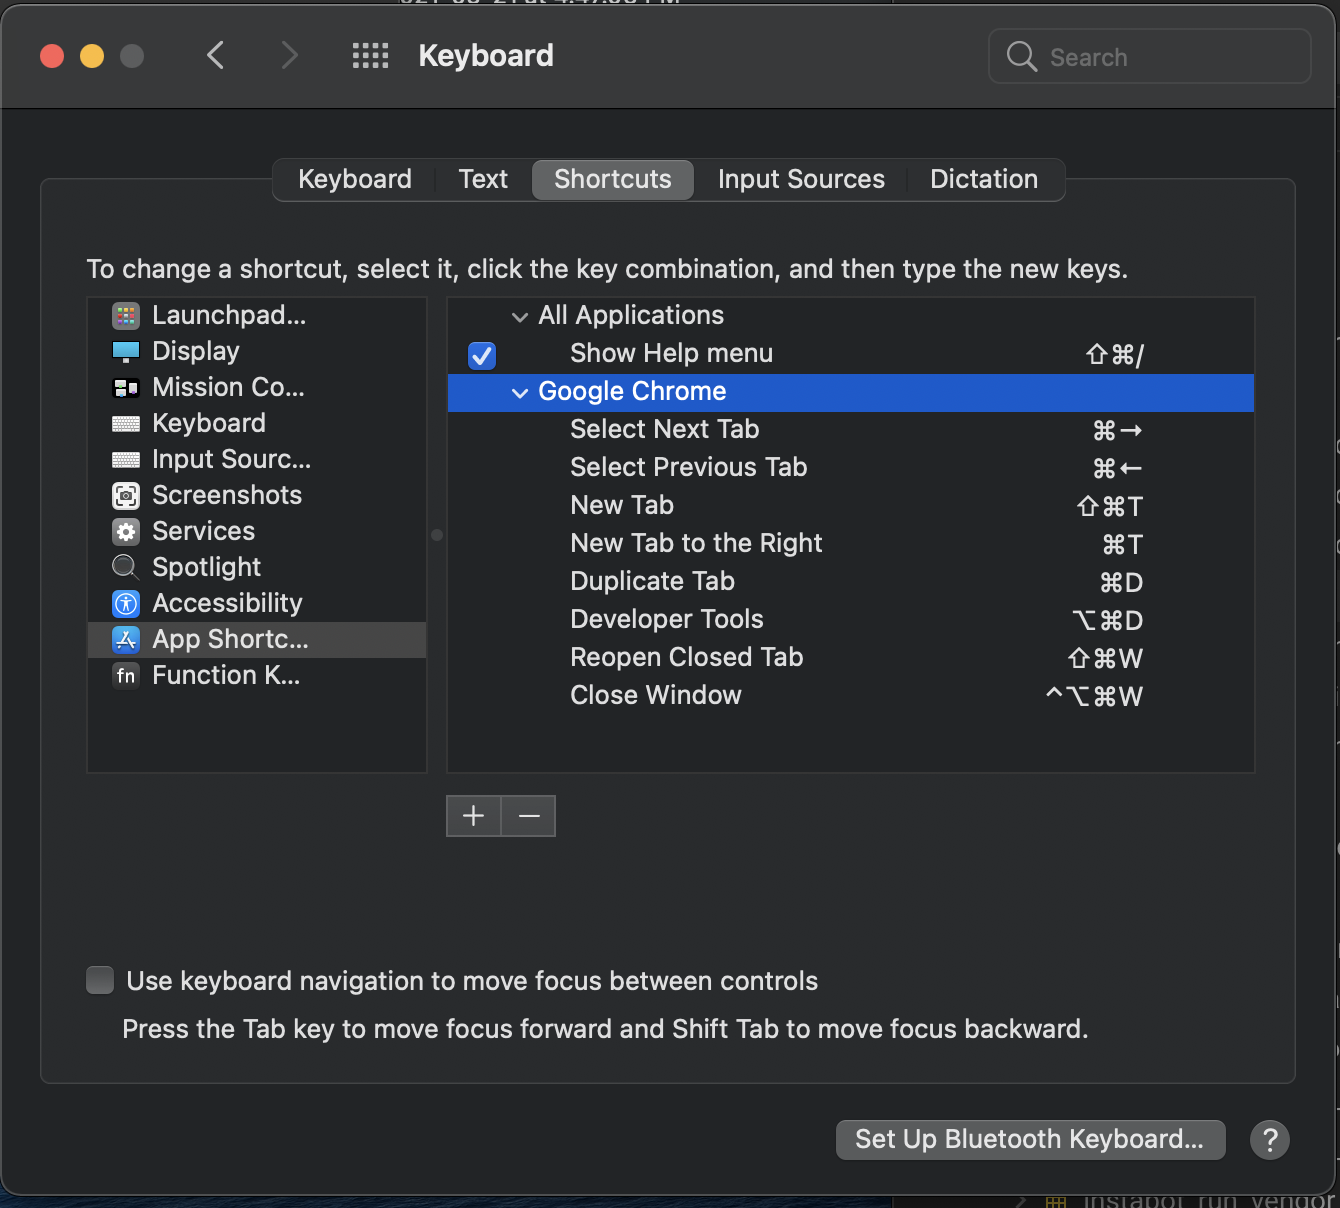 Keyboard
Search
Keyboard Text Shortcuts Input Sources Dictation
To change a shortcut, select it, click the key combination, and then type the new keys.
Launchpad...
Display
Mission Co...
Keyboard
Input Sourc...
Screenshots
Services
Spotlight
Accessibility
App Shortc...
fn Function K...
All Applications
Show Help menu ⇧⌘/
Google Chrome
Select Next Tab ⌘→
Select Previous Tab ⌘←
New Tab ⇧⌘T
New Tab to the Right ⌘T
Duplicate Tab ⌘D
Developer Tools ⌥⌘D
Reopen Closed Tab ⇧⌘W
Close Window ^⌥⌘W
+ −
Use keyboard navigation to move focus between controls
Press the Tab key to move focus forward and Shift Tab to move focus backward.
Set Up Bluetooth Keyboard... ?
instabot_run_vendor